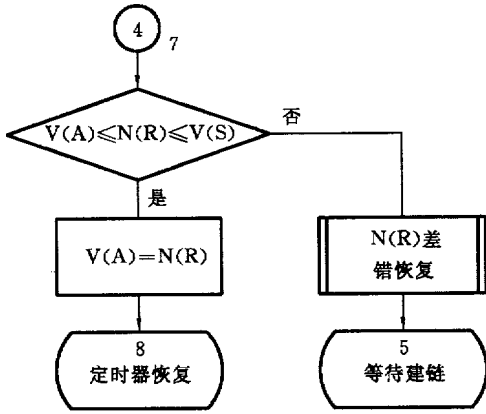 4
7
V(A)≤N(R)≤V(S)
否
是
V(A)=N(R)
N(R)差
错恢复
8
定时器恢复
5
等待建链